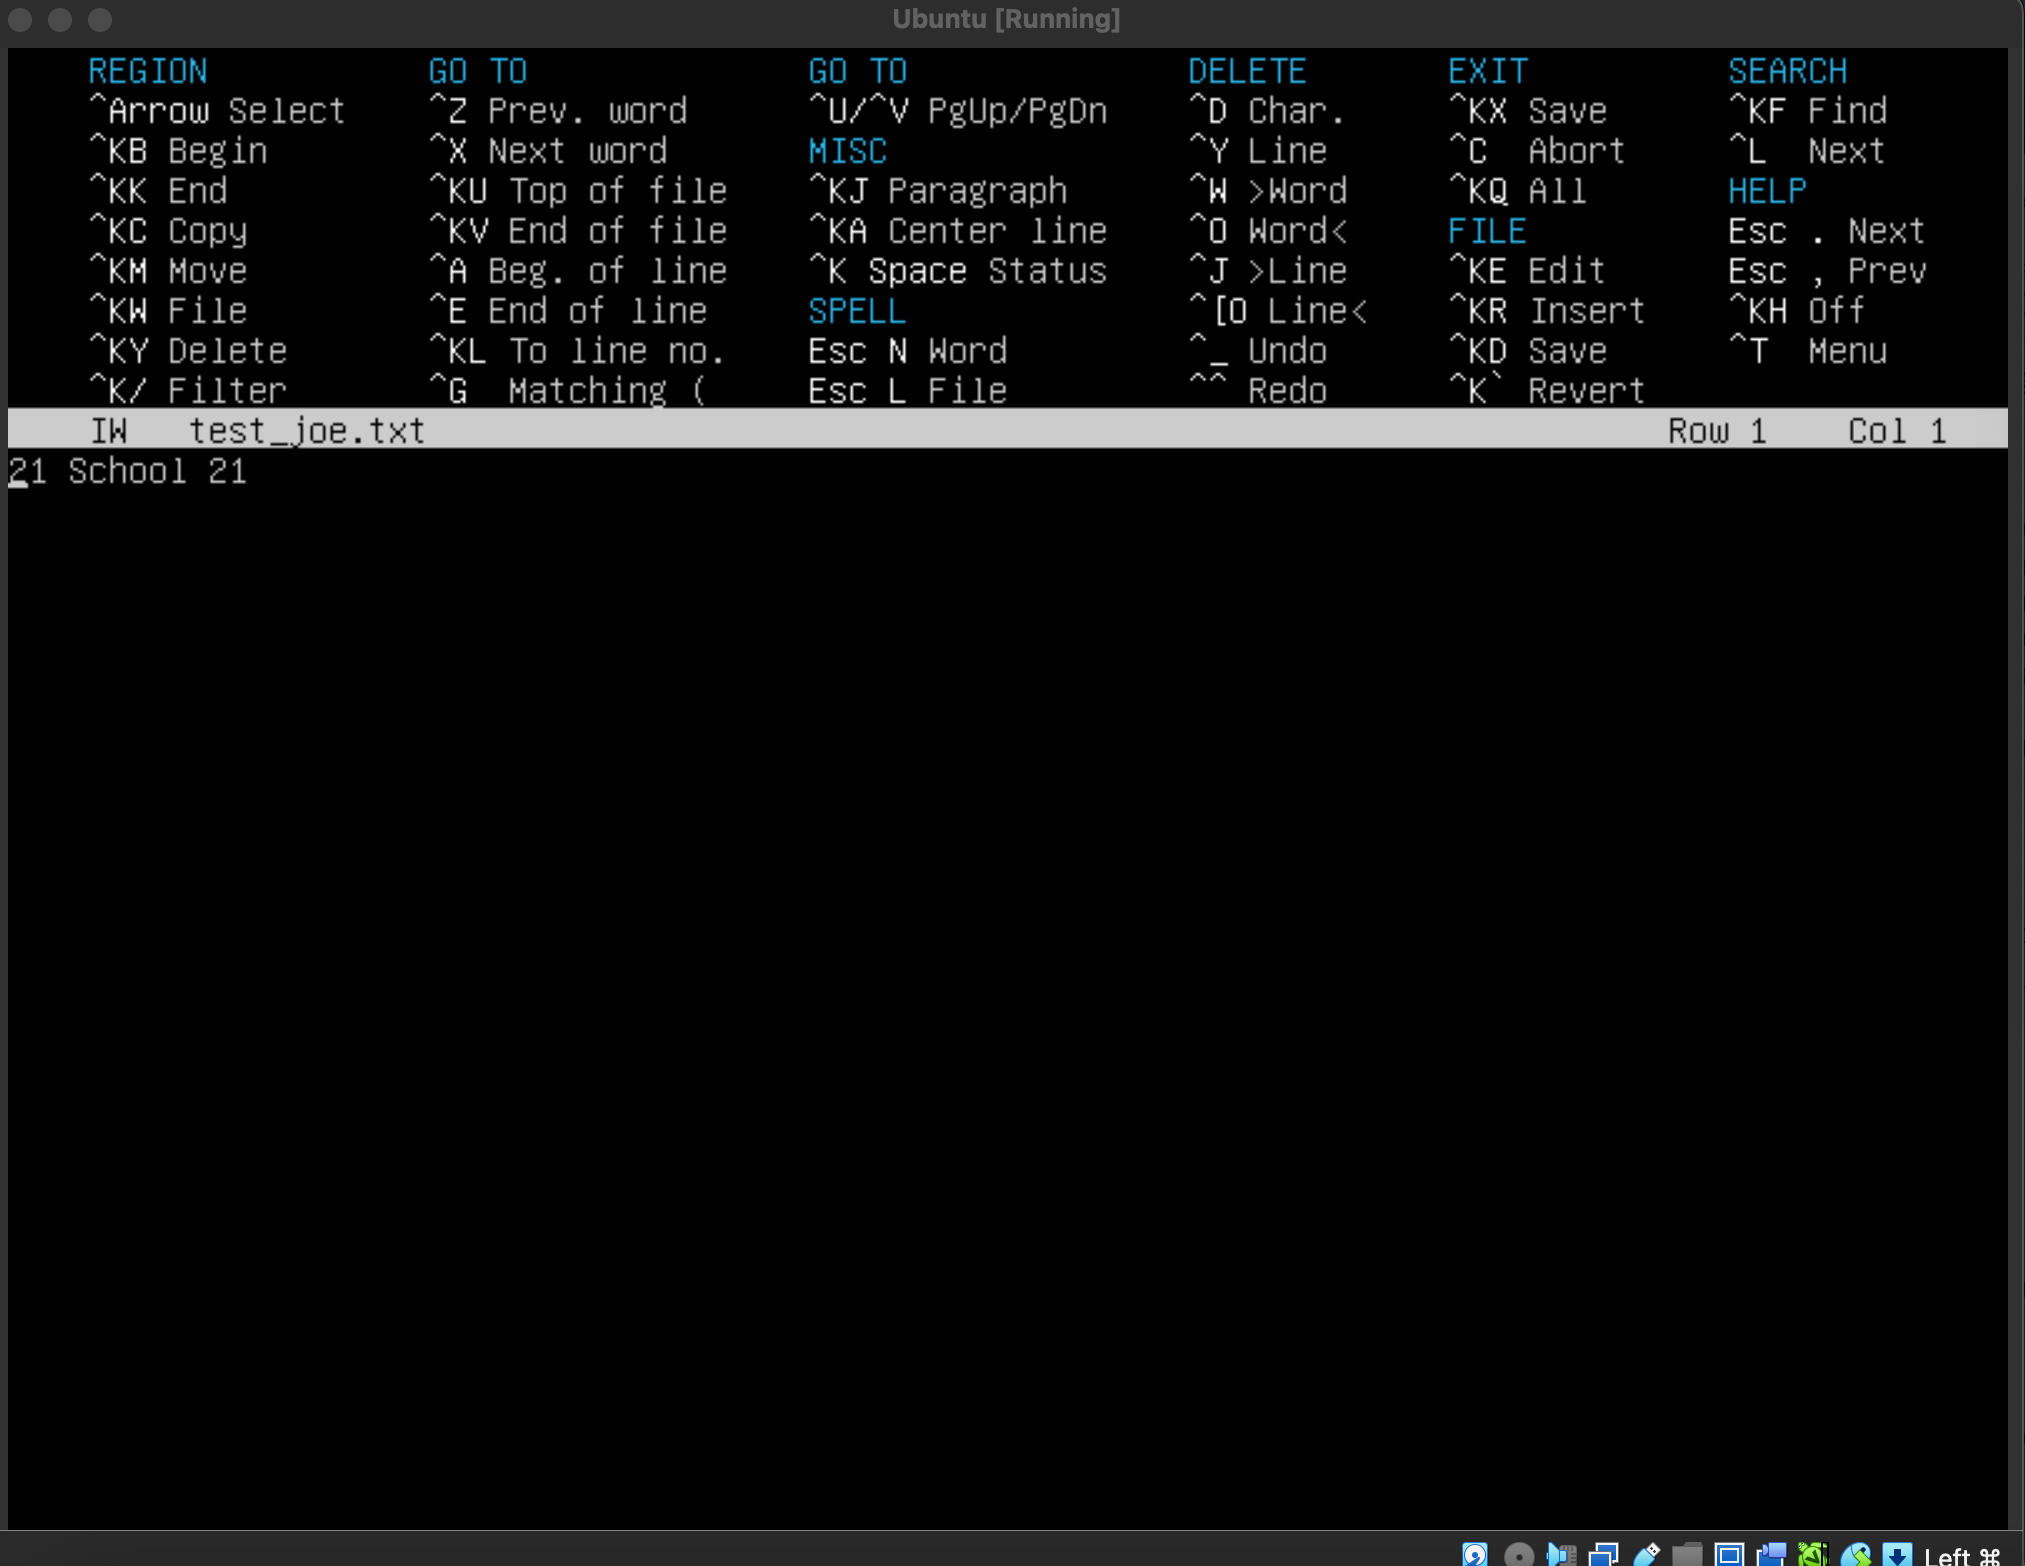 Ubuntu [Running]
REGION GO TO GO TO DELETE EXIT SEARCH
^Arrow Select ^Z Prev. word ^U/^V PgUp/PgDn ^D Char. ^KX Save ^KF Find
^KB Begin ^X Next word MISC ^Y Line ^C Abort ^L Next
^KK End ^KU Top of file ^KJ Paragraph ^W >Word ^KQ All HELP
^KC Copy ^KV End of file ^KA Center line ^O Word< FILE Esc . Next
^KM Move ^A Beg. of line ^K Space Status ^J >Line ^KE Edit Esc , Prev
^KW File ^E End of line SPELL ^[O Line< ^KR Insert ^KH Off
^KY Delete ^KL To line no. Esc N Word ^_ Undo ^KD Save ^T Menu
^K/ Filter ^G Matching ( Esc L File ^^ Redo ^K` Revert
IW test_joe.txt Row 1 Col 1
21 School 21
Left ⌘